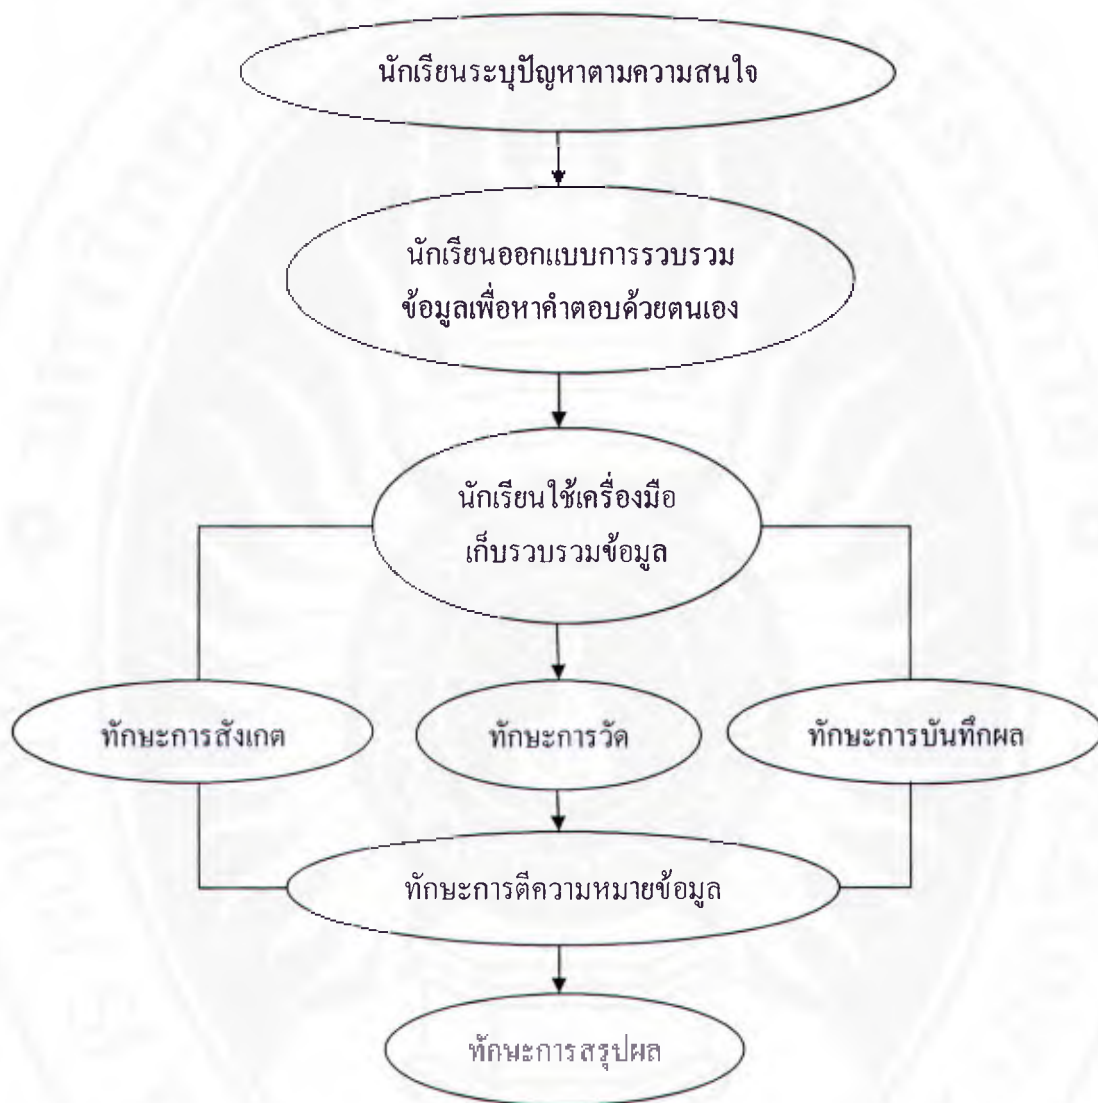 นักเรียนระบุปัญหาตามความสนใจ
นักเรียนออกแบบการรวบรวม
ข้อมูลเพื่อหาคำตอบด้วยตนเอง
นักเรียนใช้เครื่องมือ
เก็บรวบรวมข้อมูล
ทักษะการสังเกต
ทักษะการวัด
ทักษะการบันทึกผล
ทักษะการตีความหมายข้อมูล
ทักษะการสรุปผล